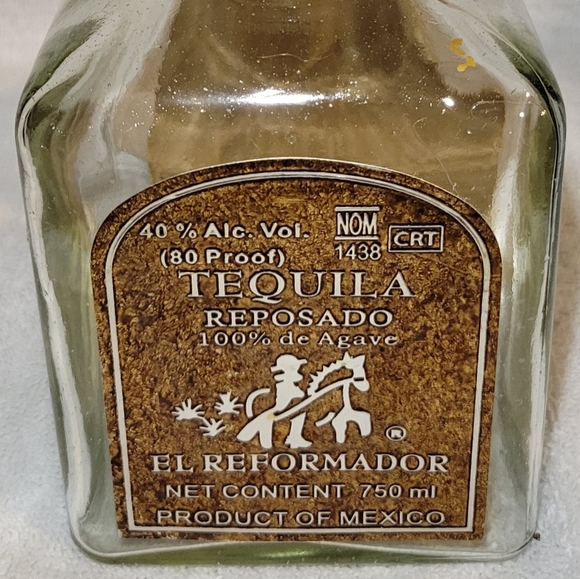 40 % Alc. Vol.
(80 Proof)
NOM
1438
CRT
TEQUILA
REPOSADO
100% de Agave
®
EL REFORMADOR
NET CONTENT 750 ml
PRODUCT OF MEXICO